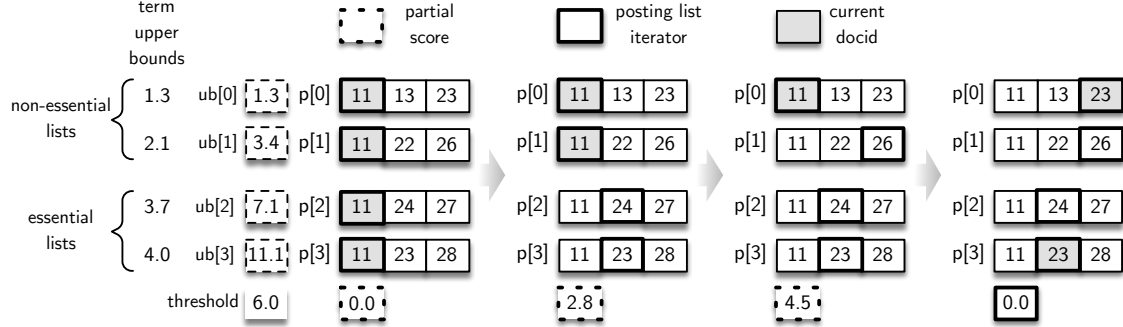 term upper bounds
partial score
posting list iterator
current docid
non-essential lists
1.3 ub[0] 1.3 p[0] 11 13 23 p[0] 11 13 23 p[0] 11 13 23 p[0] 11 13 23
2.1 ub[1] 3.4 p[1] 11 22 26 p[1] 11 22 26 p[1] 11 22 26 p[1] 11 22 26
essential lists
3.7 ub[2] 7.1 p[2] 11 24 27 p[2] 11 24 27 p[2] 11 24 27 p[2] 11 24 27
4.0 ub[3] 11.1 p[3] 11 23 28 p[3] 11 23 28 p[3] 11 23 28 p[3] 11 23 28
threshold 6.0 0.0 2.8 4.5 0.0